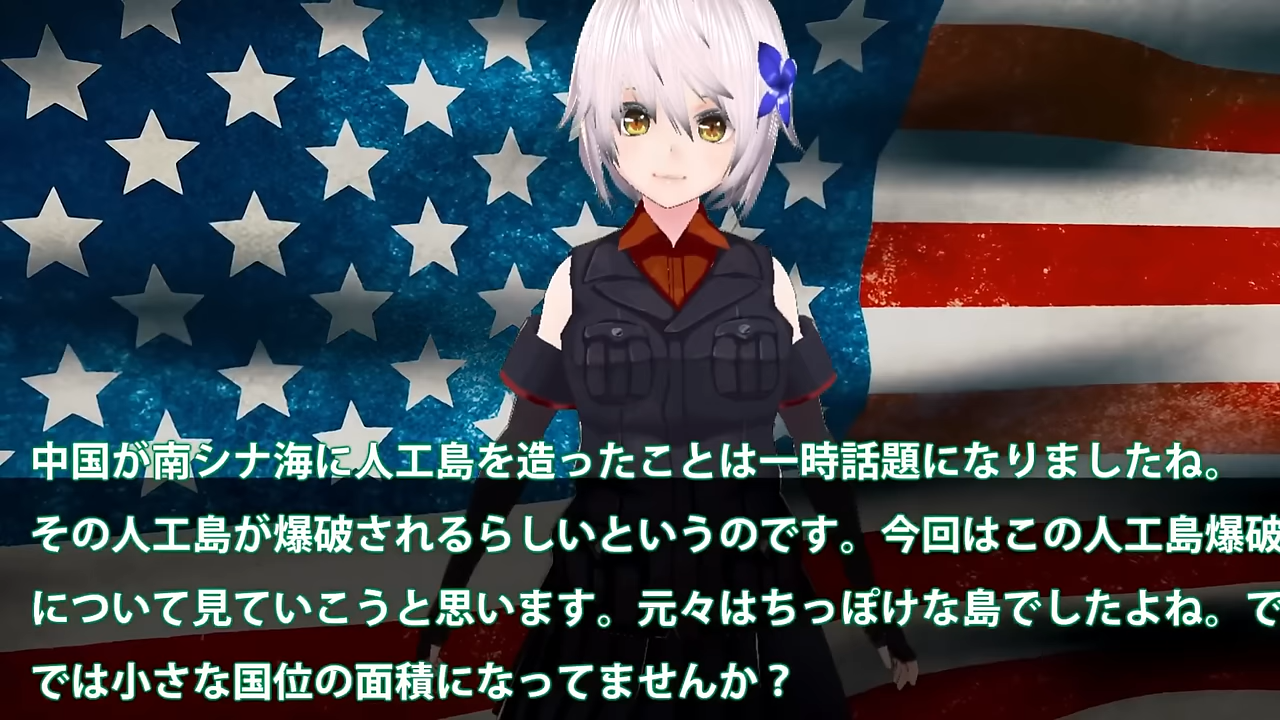 中国が南シナ海に人工島を造ったことは一時話題になりましたね。
その人工島が爆破されるらしいというのです。今回はこの人工島爆破
について見ていこうと思います。元々はちっぽけな島でしたよね。で
では小さな国位の面積になってませんか？